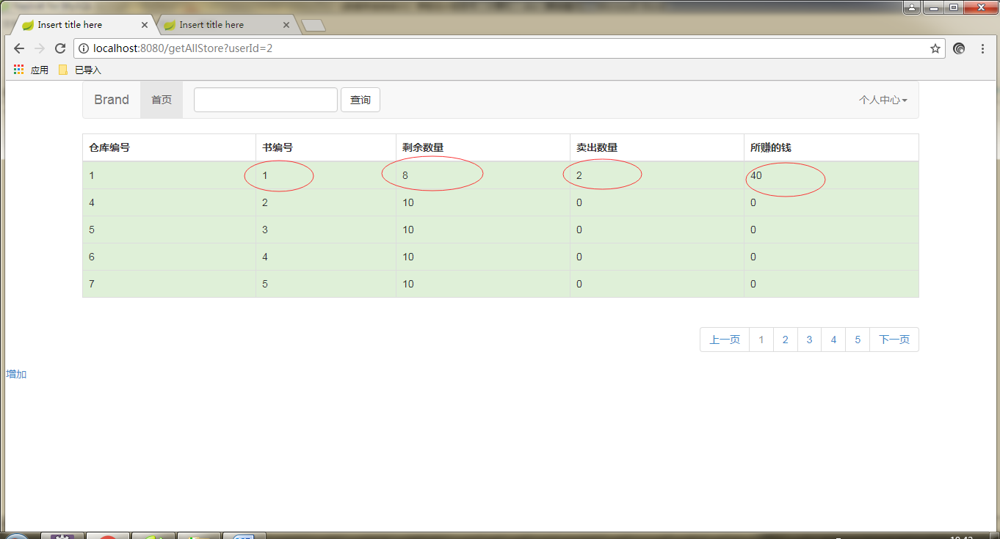 Insert title here Insert title here
localhost:8080/getAllStore?userId=2
应用 已导入
Brand 首页 查询 个人中心
仓库编号 书编号 剩余数量 卖出数量 所赚的钱
1 1 8 2 40
4 2 10 0 0
5 3 10 0 0
6 4 10 0 0
7 5 10 0 0
上一页 1 2 3 4 5 下一页
增加